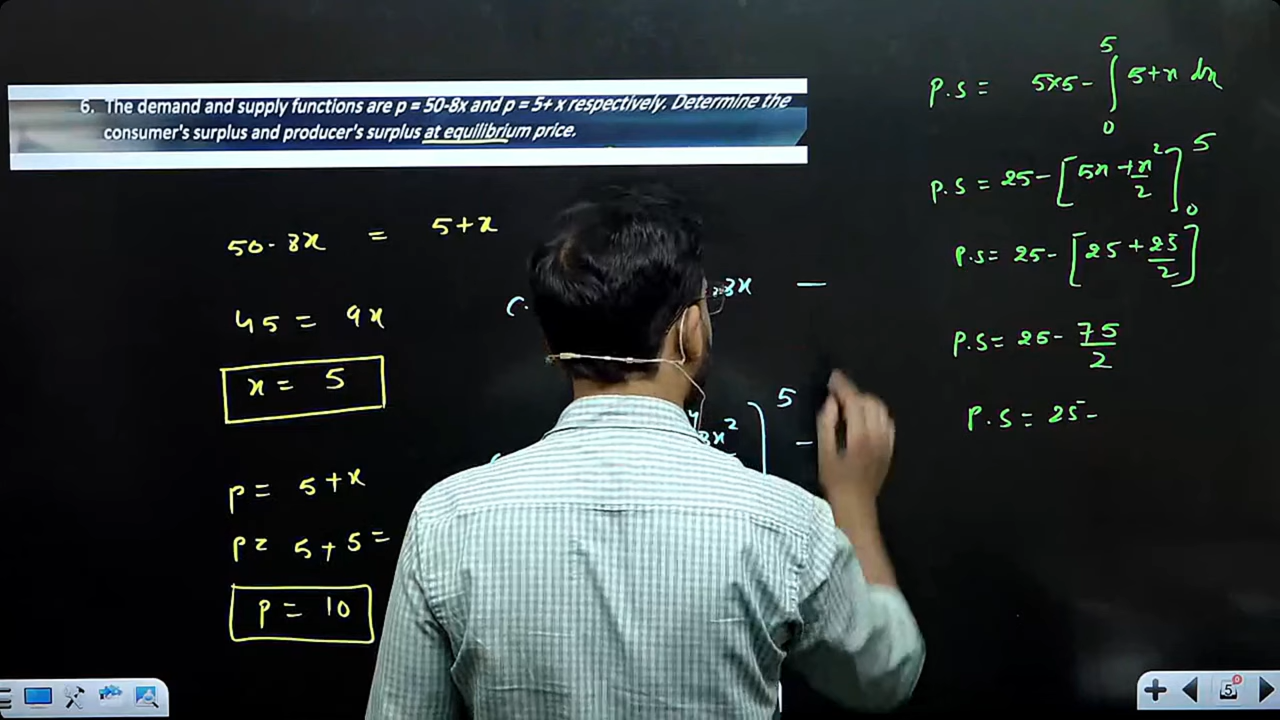 6. The demand and supply functions are p = 50-8x and p = 5+ x respectively. Determine the
consumer's surplus and producer's surplus at equilibrium price.
50-8x = 5+x
45 = 9x
x = 5
p = 5+x
p = 5+5 =
p = 10
5
P.S = 5×5 - ∫₀⁵ 5+x dx
P.S = 25 - [5x + x²/2]₀⁵
P.S = 25 - [25 + 25/2]
P.S = 25 - 75/2
P.S = 25 -
5